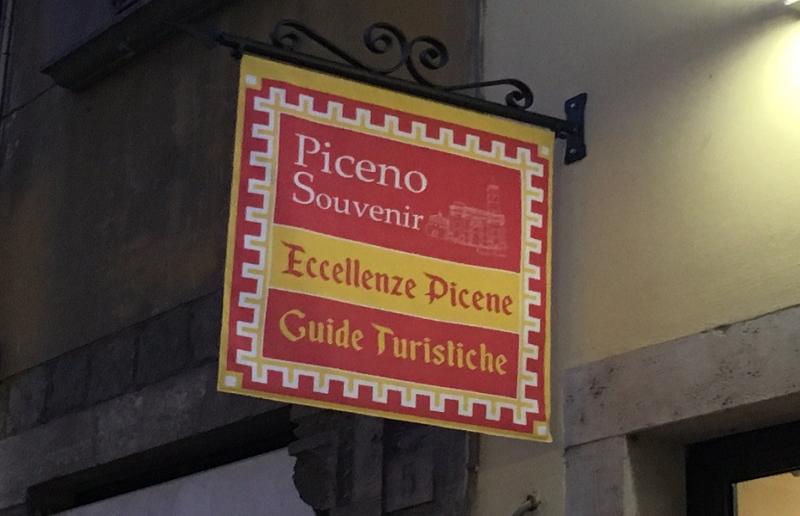 Piceno
Souvenir
Eccellenze Picene
Guide Turistiche